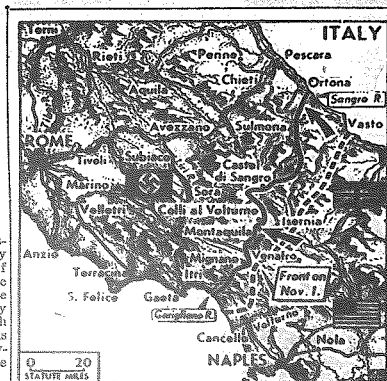 ITALY
Terni
Rieti
Penne
Pescara
Chieti
Ortona
Aquila
Sangro R.
Avezzano
Sulmona
Vasto
ROME
Tivoli
Subiaco
Castel
di Sangro
Marino
Sora
Isernia
Velletri
Colli al Volturno
Montaquila
Anzio
Mignano
Venafro
Terracina
Itri
Front on
Nov. 1.
S. Felice
Gaeta
Garigliano R.
Volturno
Cancello
Nola
NAPLES
0 20
STATUTE MILES